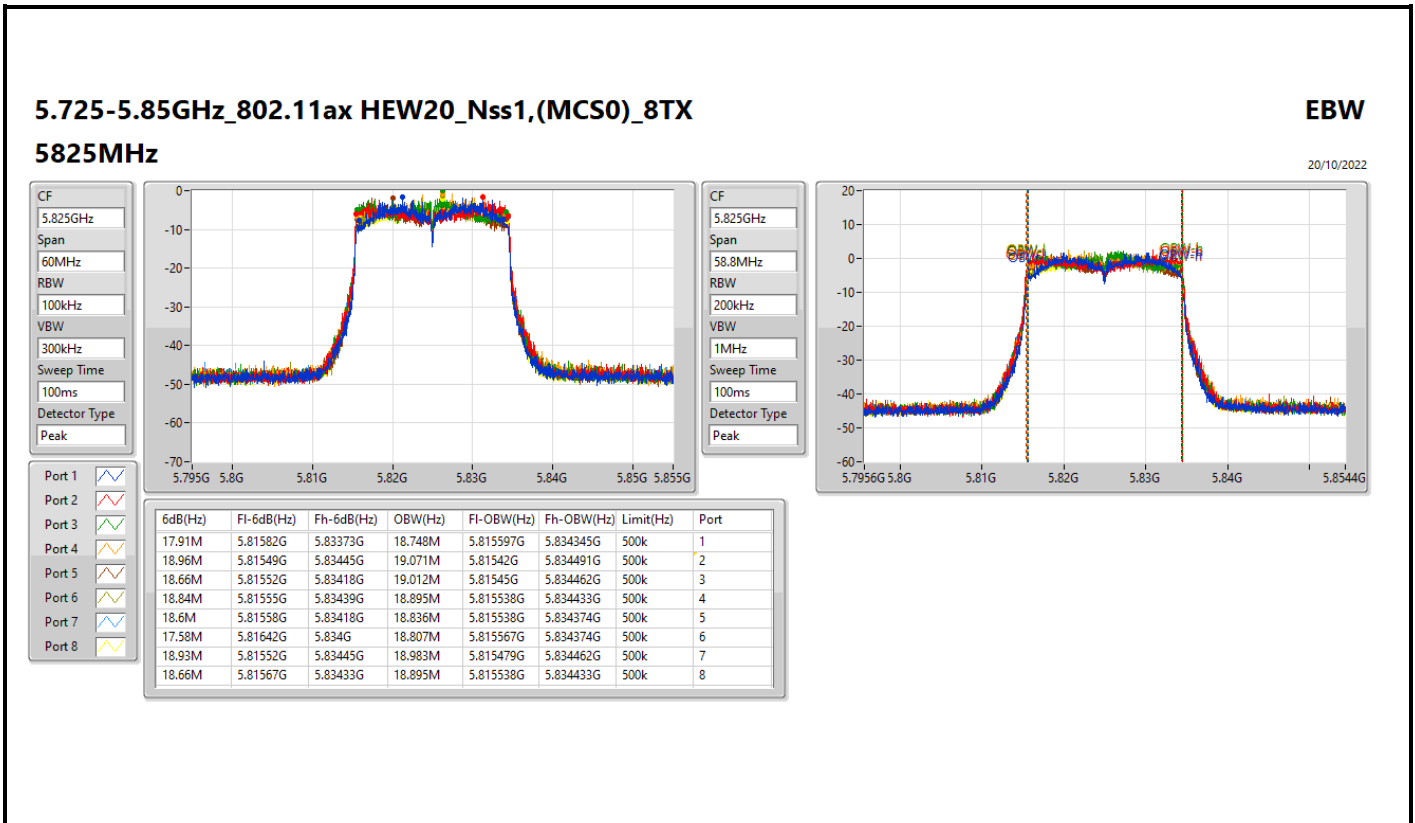 5.725-5.85GHz_802.11ax HEW20_Nss1,(MCS0)_8TX
EBW
5825MHz
20/10/2022
CF
5.825GHz
Span
60MHz
RBW
100kHz
VBW
300kHz
Sweep Time
100ms
Detector Type
Peak
0-
-10-
-20-
-30-
-40-
-50-
-60-
-70-
5.795G 5.8G 5.81G 5.82G 5.83G 5.84G 5.85G 5.855G
CF
5.825GHz
Span
58.8MHz
RBW
200kHz
VBW
1MHz
Sweep Time
100ms
Detector Type
Peak
20-
10-
0-
-10-
-20-
-30-
-40-
-50-
-60-
OBW-h
5.7956G 5.8G 5.81G 5.82G 5.83G 5.84G 5.8544G
Port 1
Port 2
Port 3
Port 4
Port 5
Port 6
Port 7
Port 8
6dB(Hz) Fl-6dB(Hz) Fh-6dB(Hz) OBW(Hz) Fl-OBW(Hz) Fh-OBW(Hz) Limit(Hz) Port
17.91M 5.81582G 5.83373G 18.748M 5.815597G 5.834345G 500k 1
18.96M 5.81549G 5.83445G 19.071M 5.81542G 5.834491G 500k 2
18.66M 5.81552G 5.83418G 19.012M 5.81545G 5.834462G 500k 3
18.84M 5.81555G 5.83439G 18.895M 5.815538G 5.834433G 500k 4
18.6M 5.81558G 5.83418G 18.836M 5.815538G 5.834374G 500k 5
17.58M 5.81642G 5.834G 18.807M 5.815567G 5.834374G 500k 6
18.93M 5.81552G 5.83445G 18.983M 5.815479G 5.834462G 500k 7
18.66M 5.81567G 5.83433G 18.895M 5.815538G 5.834433G 500k 8